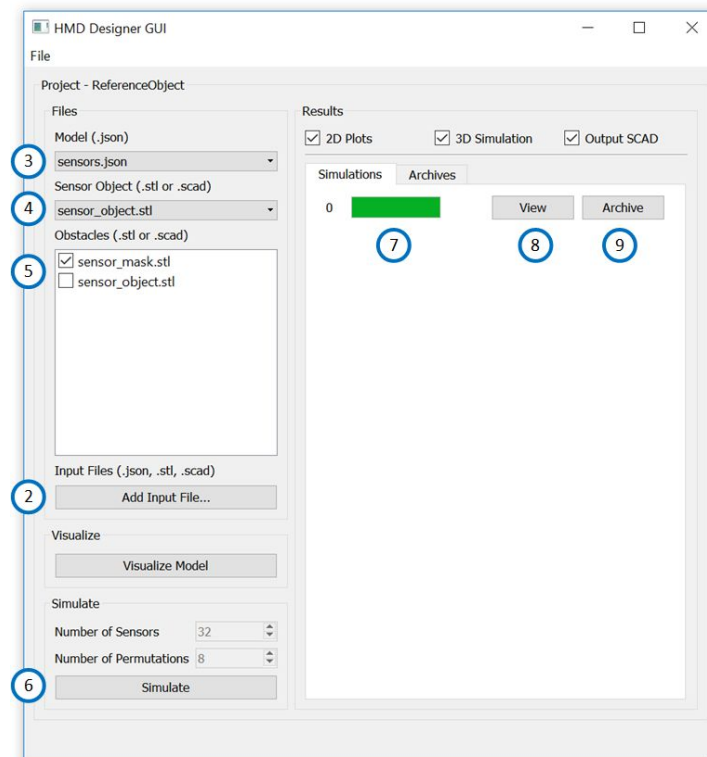 HMD Designer GUI
File
Project - ReferenceObject
Files
Model (.json)
3
sensors.json
Sensor Object (.stl or .scad)
4
sensor_object.stl
Obstacles (.stl or .scad)
5
sensor_mask.stl
sensor_object.stl
Input Files (.json, .stl, .scad)
2
Add Input File...
Visualize
Visualize Model
Simulate
Number of Sensors 32
Number of Permutations 8
6
Simulate
Results
2D Plots 3D Simulation Output SCAD
Simulations Archives
0 View Archive
7 8 9